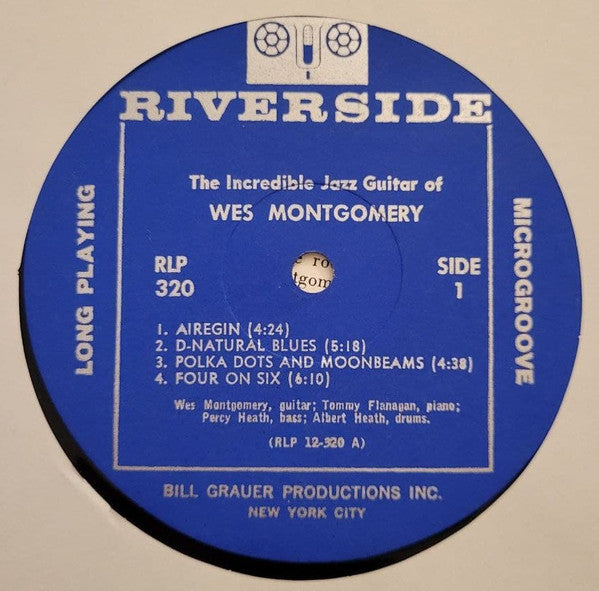 RIVERSIDE
The Incredible Jazz Guitar of
WES MONTGOMERY
LONG PLAYING
MICROGROOVE
RLP
320
SIDE
1
ro
tgom
1. AIREGIN (4:24)
2. D-NATURAL BLUES (5:18)
3. POLKA DOTS AND MOONBEAMS (4:38)
4. FOUR ON SIX (6:10)
Wes Montgomery, guitar; Tommy Flanagan, piano;
Percy Heath, bass; Albert Heath, drums.
(RLP 12-320 A)
BILL GRAUER PRODUCTIONS INC.
NEW YORK CITY